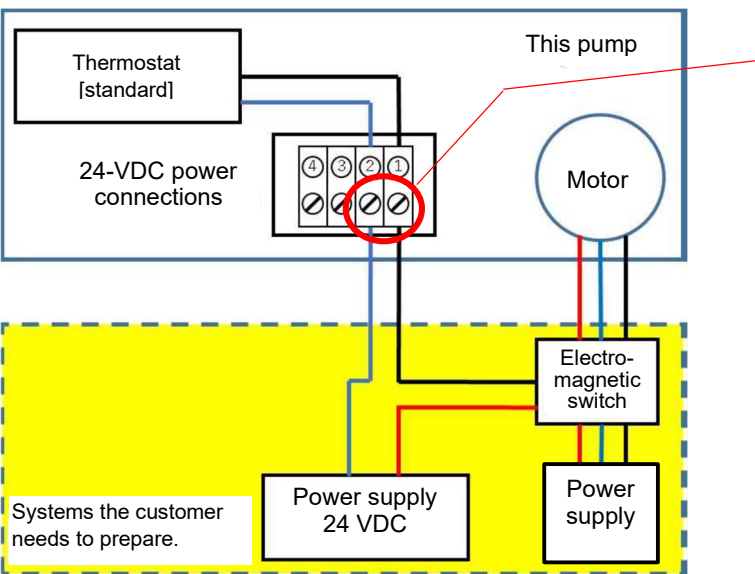 This pump
Thermostat
[standard]
24-VDC power
connections
④ ③ ② ①
Motor
Electro-
magnetic
switch
Power supply
24 VDC
Power
supply
Systems the customer
needs to prepare.